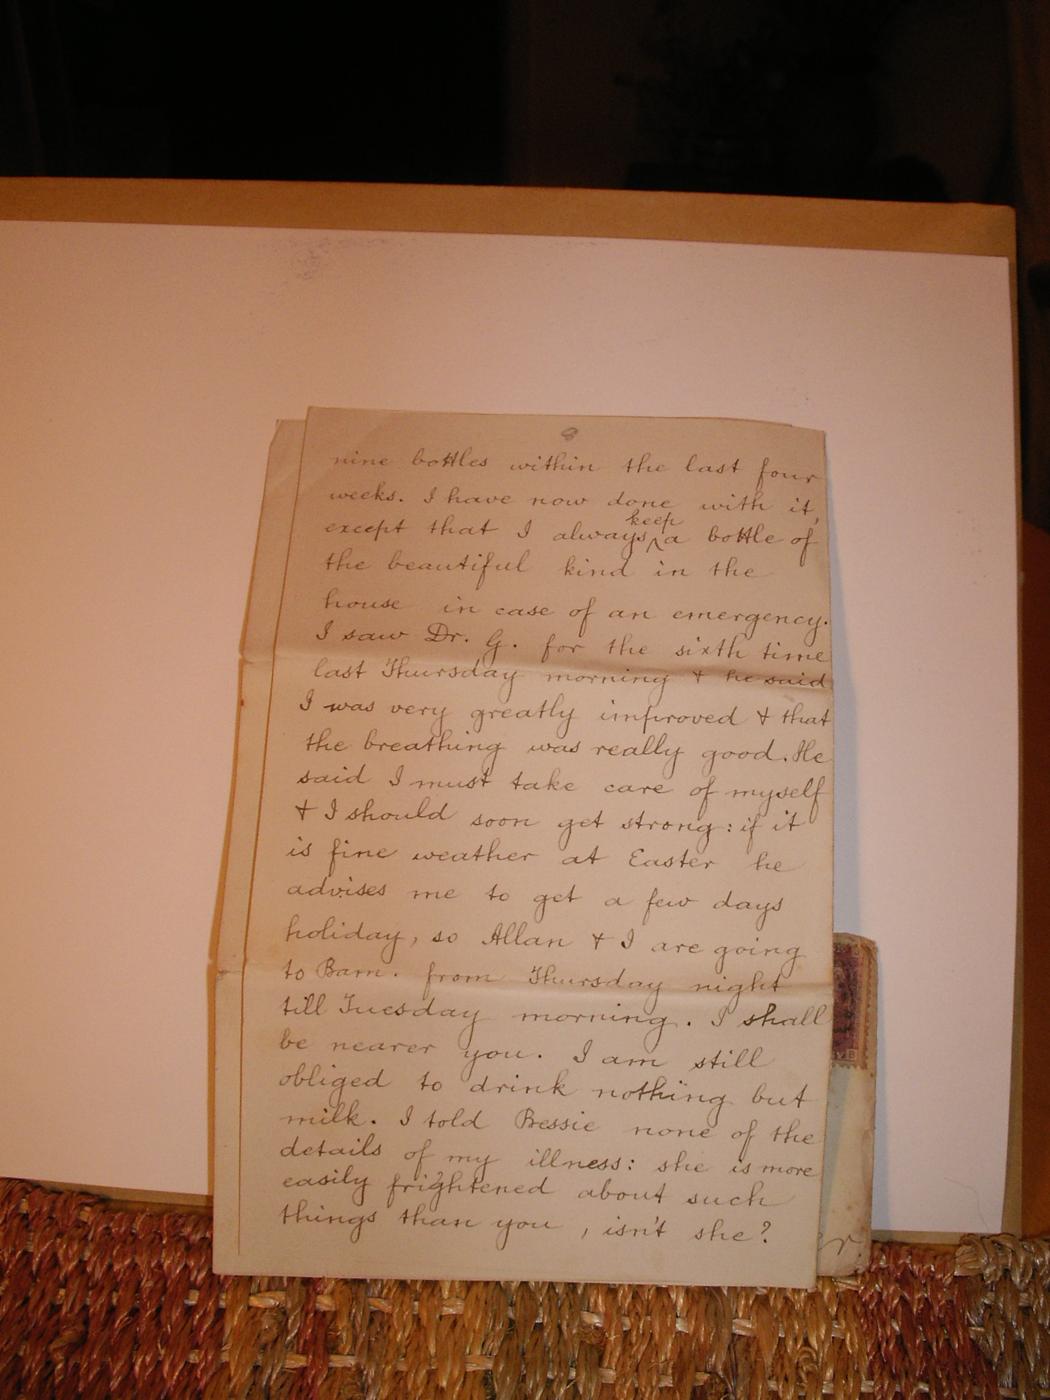 nine bottles within the last four
weeks. I have now done with it,
except that I always keep a bottle of
the beautiful kind in the
house in case of an emergency.
I saw Dr. G. for the sixth time
last Thursday morning & he said
I was very greatly improved & that
the breathing was really good. He
said I must take care of myself
& I should soon get strong: if it
is fine weather at Easter he
advises me to get a few days
holiday, so Allan & I are going
to Bam. from Thursday night
till Tuesday morning. I shall
be nearer you. I am still
obliged to drink nothing but
milk. I told Bessie none of the
details of my illness: she is more
easily frightened about such
things than you, isn't she?